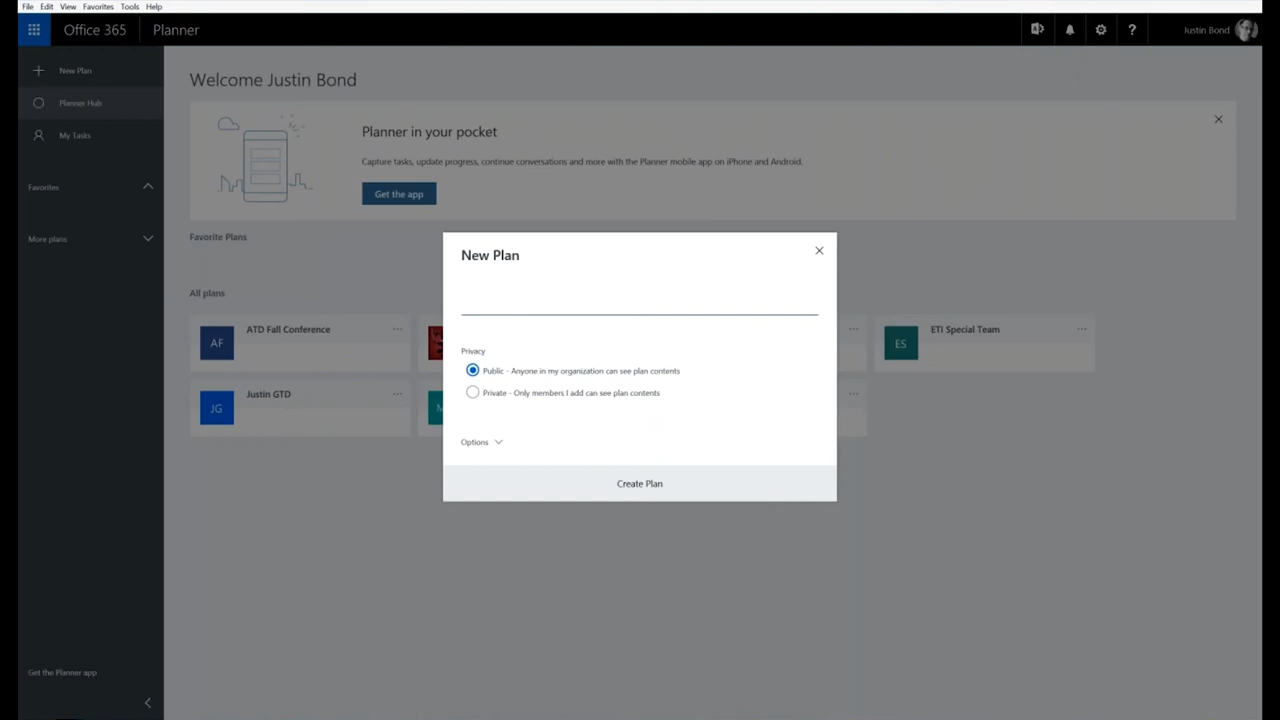 File Edit View Favorites Tools Help
Office 365 Planner Justin Bond
New Plan
Planner Hub
My Tasks
Favorites
More plans
Get the Planner app
Welcome Justin Bond
Planner in your pocket
Capture tasks, update progress, continue conversations and more with the Planner mobile app on iPhone and Android.
Get the app
Favorite Plans
All plans
AF ATD Fall Conference
ES ETI Special Team
JG Justin GTD
New Plan
Privacy
Public - Anyone in my organization can see plan contents
Private - Only members I add can see plan contents
Options
Create Plan